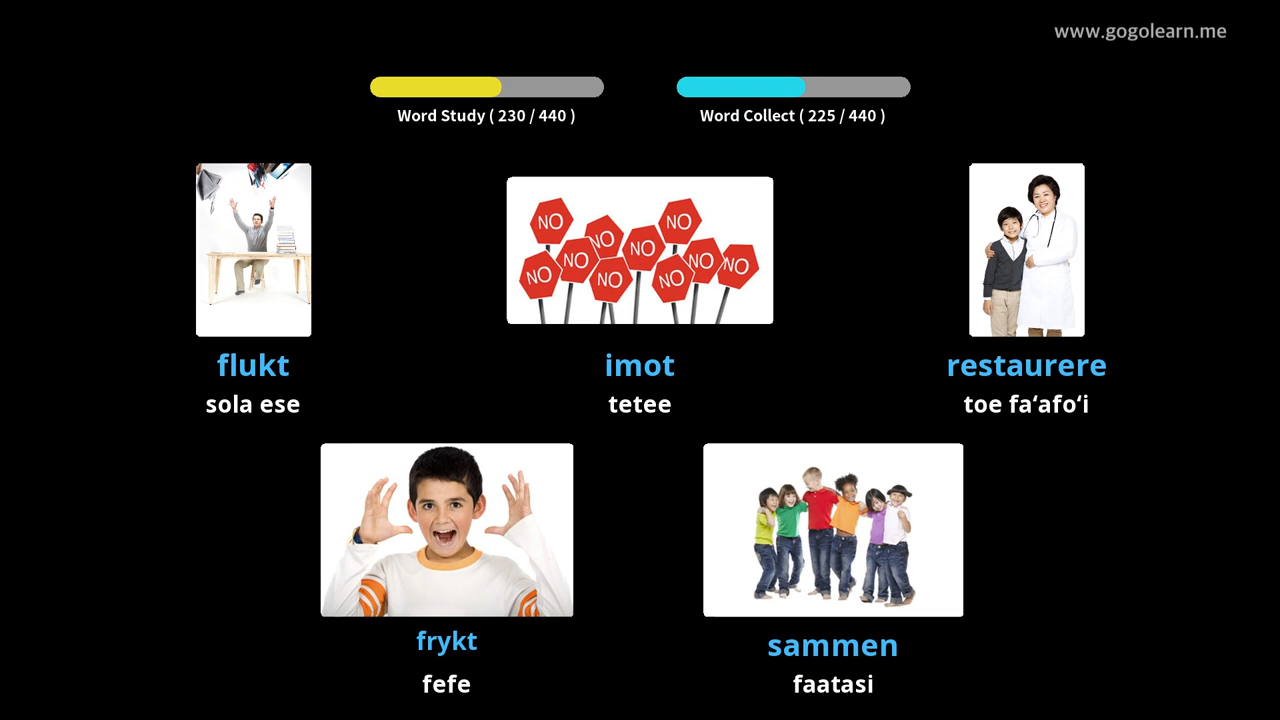 www.gogolearn.me
Word Study ( 230 / 440 )
Word Collect ( 225 / 440 )
NO
NO
NO
NO
NO
NO
NO
NO
NO
NO
flukt
imot
restaurere
sola ese
tetee
toe fa‘afo‘i
frykt
sammen
fefe
faatasi